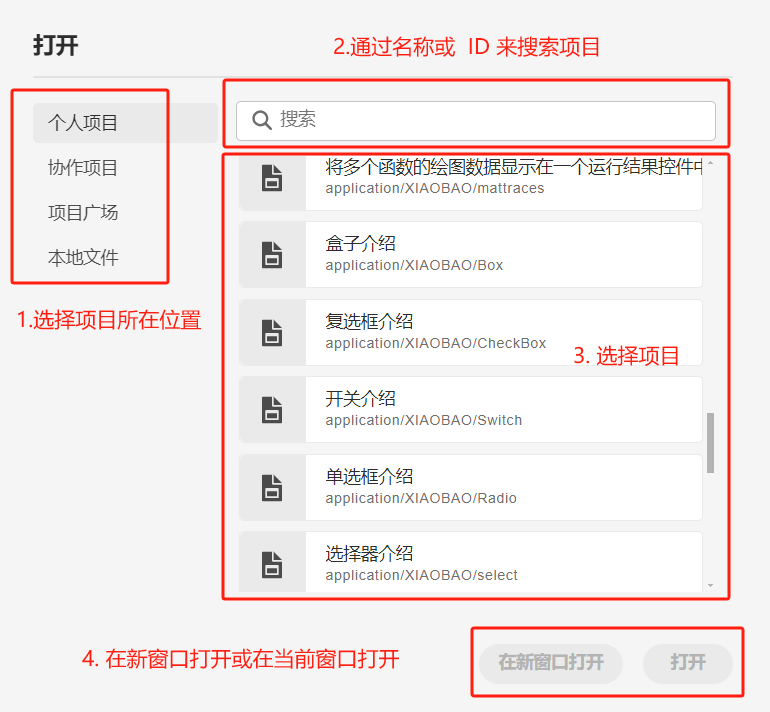 打开
2.通过名称或 ID 来搜索项目
个人项目
协作项目
项目广场
本地文件
1.选择项目所在位置
搜索
将多个函数的绘图数据显示在一个运行结果控件中
application/XIAOBAO/mattraces
盒子介绍
application/XIAOBAO/Box
复选框介绍
application/XIAOBAO/CheckBox
3. 选择项目
开关介绍
application/XIAOBAO/Switch
单选框介绍
application/XIAOBAO/Radio
选择器介绍
application/XIAOBAO/select
4. 在新窗口打开或在当前窗口打开
在新窗口打开
打开